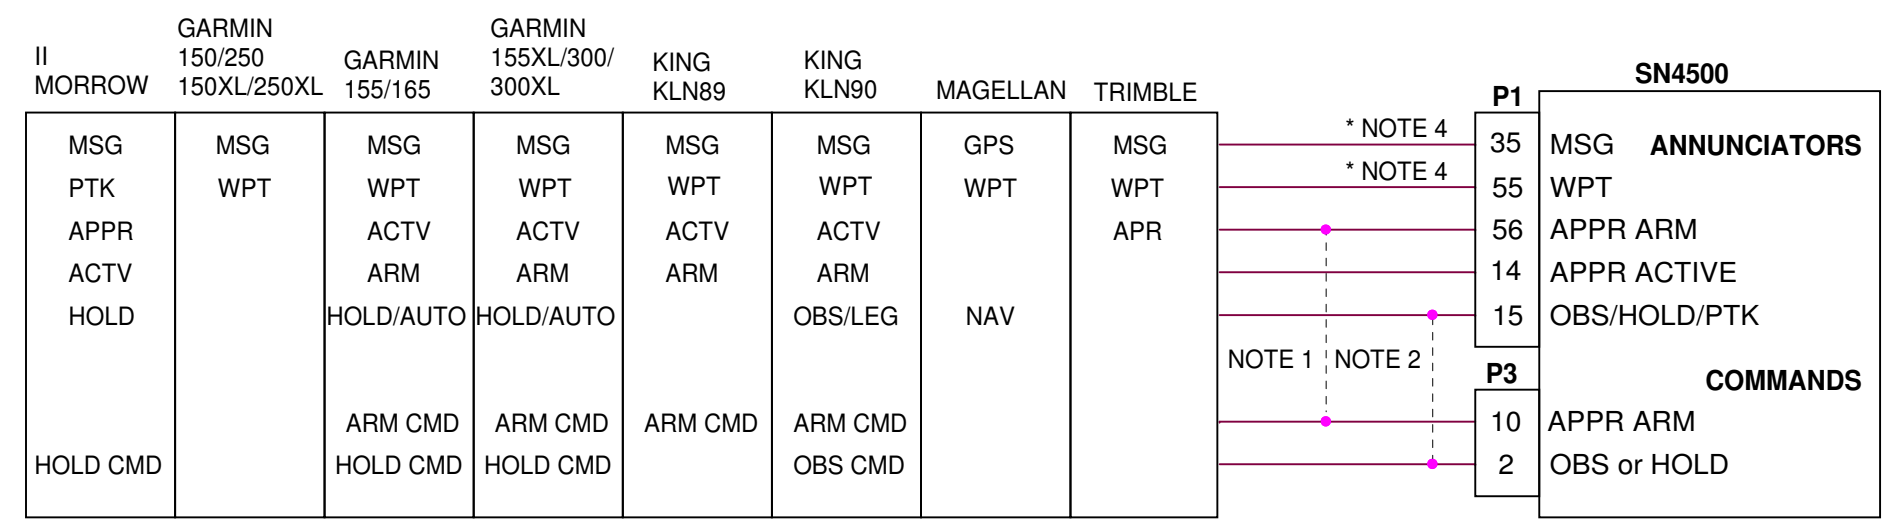 II
MORROW
GARMIN
150/250
150XL/250XL
GARMIN
155/165
GARMIN
155XL/300/
300XL
KING
KLN89
KING
KLN90
MAGELLAN
TRIMBLE
SN4500
P1
MSG MSG MSG MSG MSG MSG GPS MSG * NOTE 4 35 MSG ANNUNCIATORS
PTK WPT WPT WPT WPT WPT WPT WPT * NOTE 4 55 WPT
APPR ACTV ACTV ACTV ACTV APR 56 APPR ARM
ACTV ARM ARM ARM ARM 14 APPR ACTIVE
HOLD HOLD/AUTO HOLD/AUTO OBS/LEG NAV 15 OBS/HOLD/PTK
NOTE 1 NOTE 2
P3 COMMANDS
ARM CMD ARM CMD ARM CMD ARM CMD 10 APPR ARM
HOLD CMD HOLD CMD HOLD CMD OBS CMD 2 OBS or HOLD